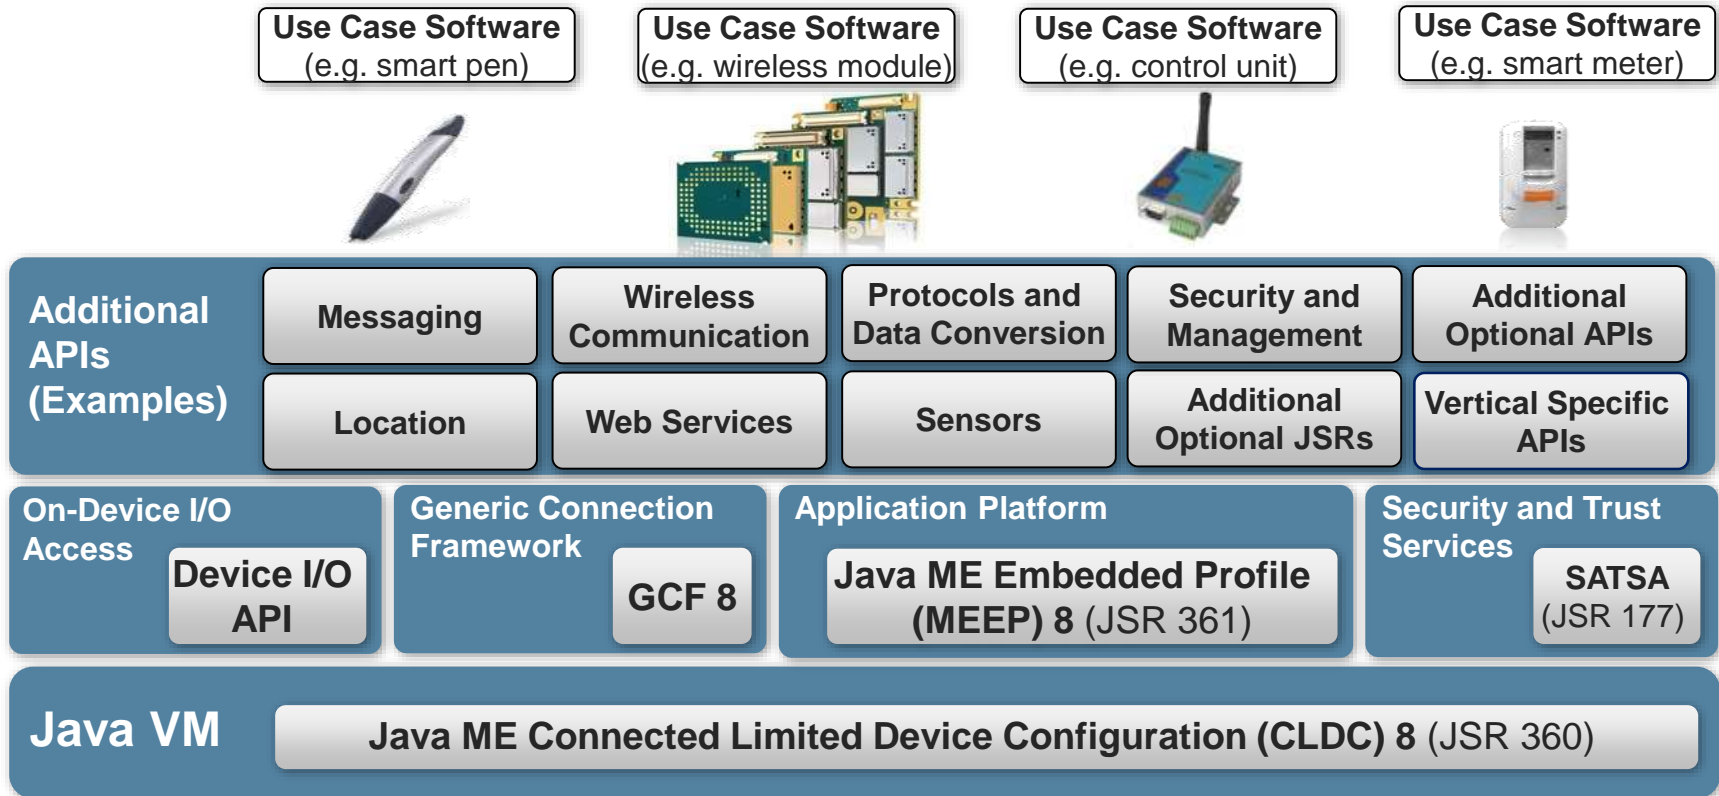 Use Case Software
(e.g. smart pen)
Use Case Software
(e.g. wireless module)
Use Case Software
(e.g. control unit)
Use Case Software
(e.g. smart meter)
Additional
APIs
(Examples)
Messaging
Wireless
Communication
Protocols and
Data Conversion
Security and
Management
Additional
Optional APIs
Location
Web Services
Sensors
Additional
Optional JSRs
Vertical Specific
APIs
On-Device I/O
Access
Device I/O
API
Generic Connection
Framework
GCF 8
Application Platform
Java ME Embedded Profile
(MEEP) 8 (JSR 361)
Security and Trust
Services
SATSA
(JSR 177)
Java VM
Java ME Connected Limited Device Configuration (CLDC) 8 (JSR 360)